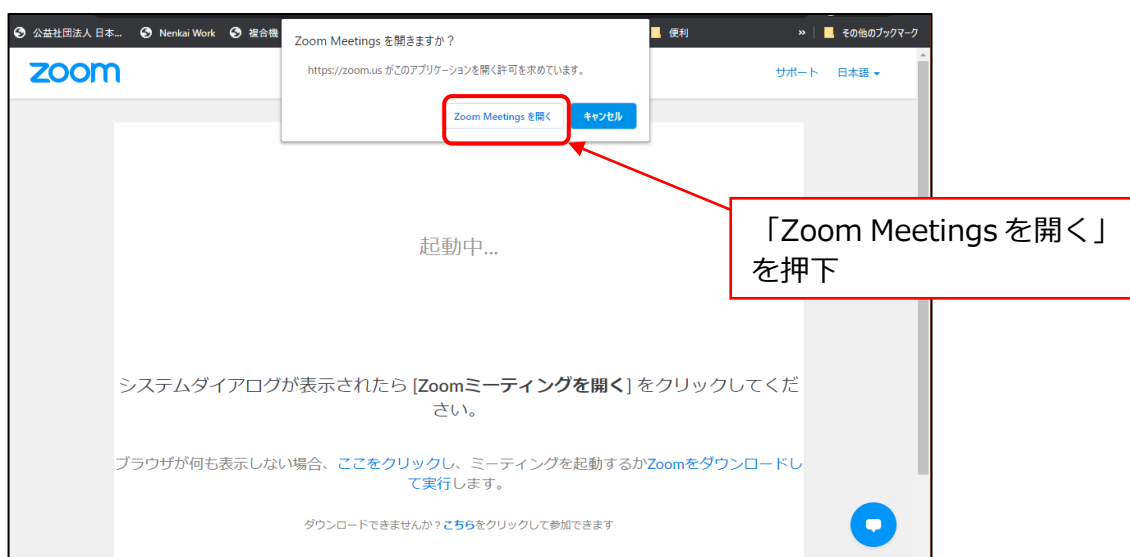 公益社団法人 日本... Nenkai Work 複合機 便利 » その他のブックマーク
Zoom Meetings を開きますか？
https://zoom.us がこのアプリケーションを開く許可を求めています。
Zoom Meetings を開く キャンセル
zoom サポート 日本語
「Zoom Meetings を開く」
を押下
起動中...
システムダイアログが表示されたら [Zoomミーティングを開く] をクリックしてくだ
さい。
ブラウザが何も表示しない場合、ここをクリックし、ミーティングを起動するかZoomをダウンロードし
て実行します。
ダウンロードできませんか？こちらをクリックして参加できます